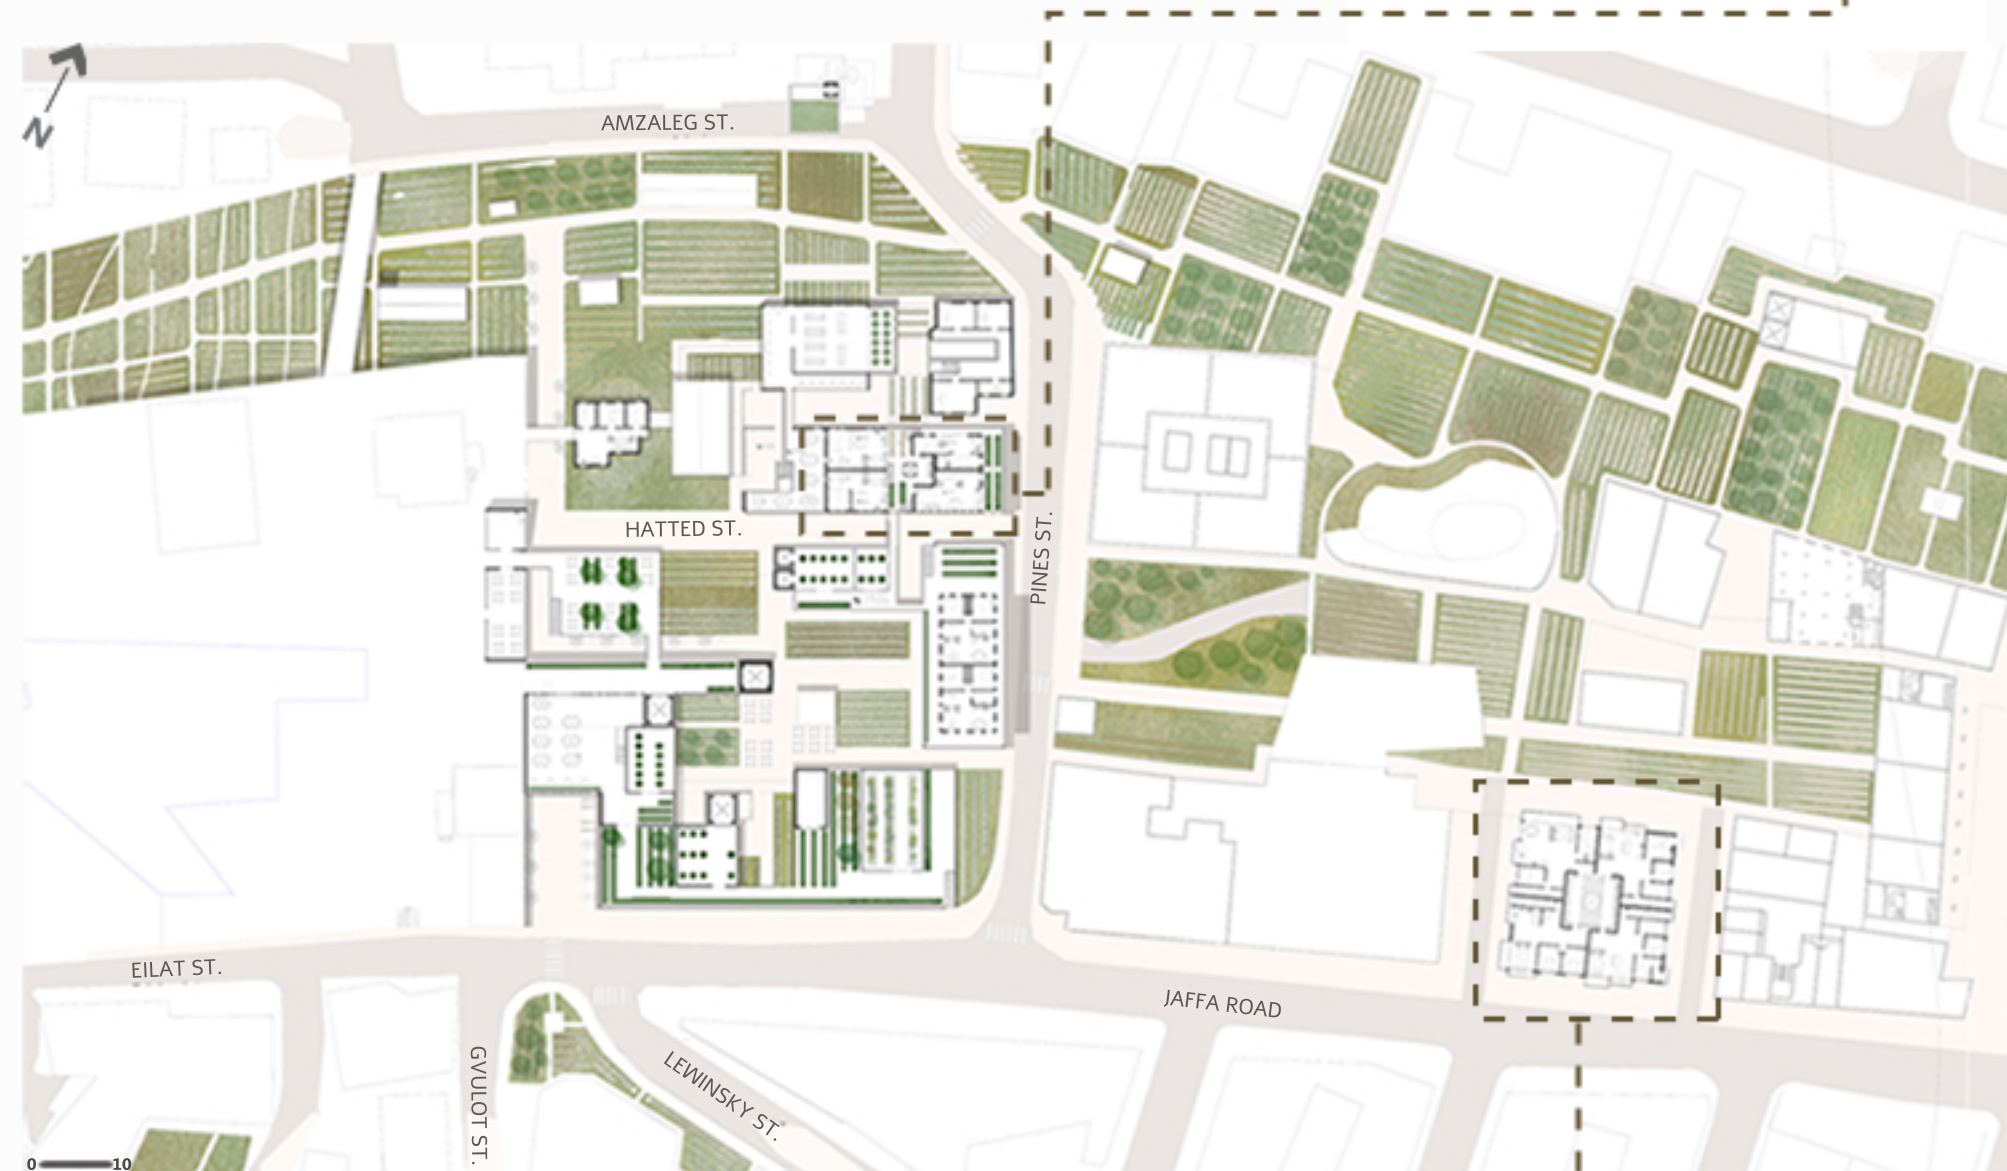 N
AMZALEG ST.
HATTED ST.
PINES ST.
EILAT ST.
JAFFA ROAD
GVULOT ST.
LEWINSKY ST.
0 10